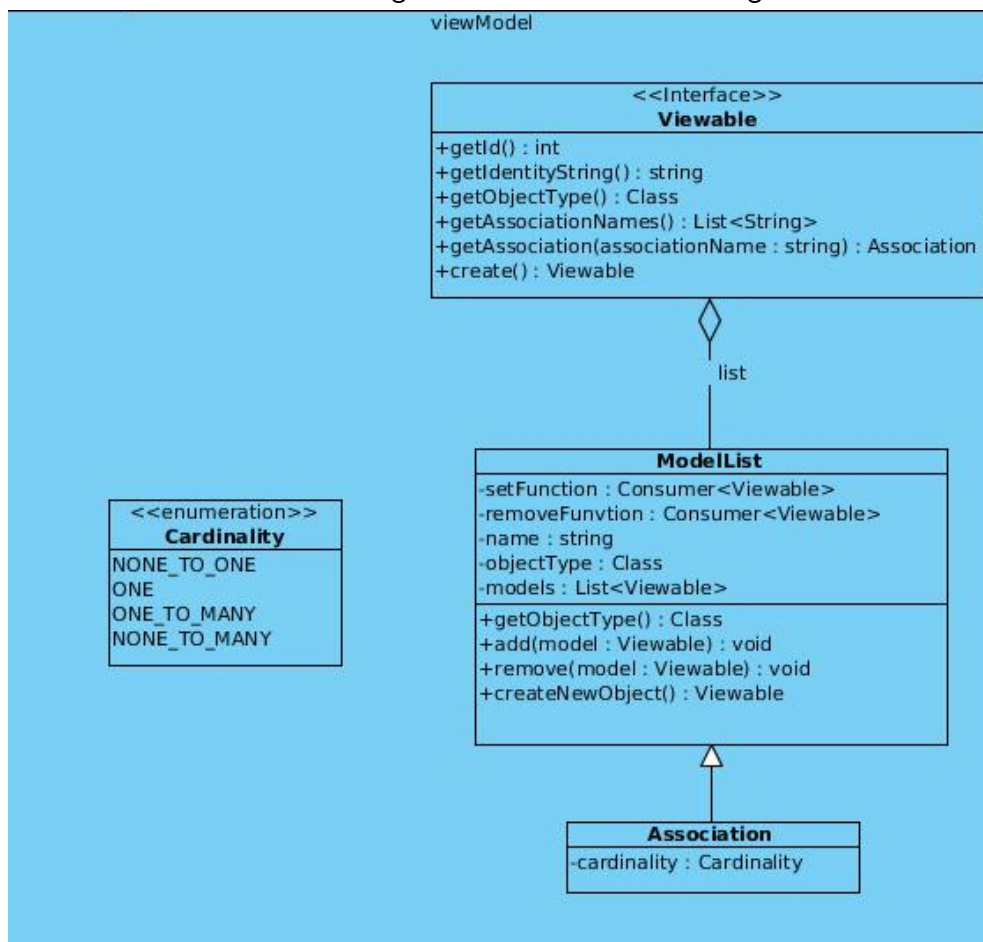 viewModel
<<Interface>>
Viewable
+getId() : int
+getIdentityString() : string
+getObjectType() : Class
+getAssociationNames() : List<String>
+getAssociation(associationName : string) : Association
+create() : Viewable
list
ModelList
-setFunction : Consumer<Viewable>
-removeFunvtion : Consumer<Viewable>
-name : string
-objectType : Class
-models : List<Viewable>
+getObjectType() : Class
+add(model : Viewable) : void
+remove(model : Viewable) : void
+createNewObject() : Viewable
<<enumeration>>
Cardinality
NONE_TO_ONE
ONE
ONE_TO_MANY
NONE_TO_MANY
Association
-cardinality : Cardinality